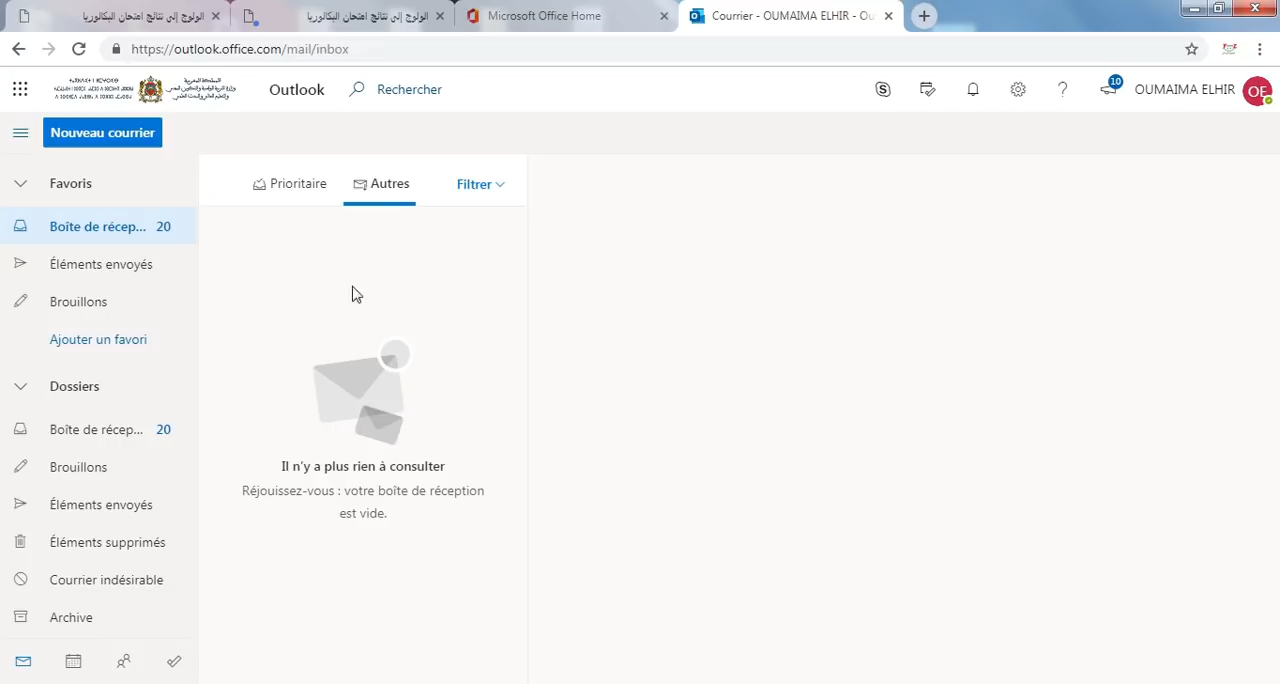 الولوج إلى نتائج امتحان البكالوريا
الولوج إلى نتائج امتحان البكالوريا
Microsoft Office Home
Courrier - OUMAIMA ELHIR - Ou
https://outlook.office.com/mail/inbox
المملكة المغربية
Outlook
Rechercher
10
OUMAIMA ELHIR
OE
Nouveau courrier
Favoris
Boîte de récep... 20
Éléments envoyés
Brouillons
Ajouter un favori
Dossiers
Boîte de récep... 20
Brouillons
Éléments envoyés
Éléments supprimés
Courrier indésirable
Archive
Prioritaire
Autres
Filtrer
Il n'y a plus rien à consulter
Réjouissez-vous : votre boîte de réception
est vide.